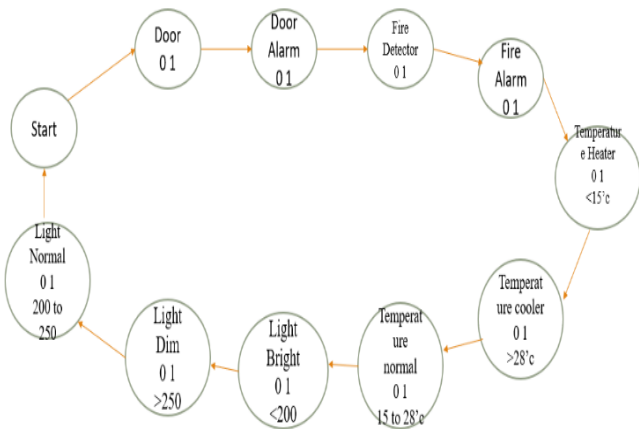 Start
Door
0 1
Door
Alarm
0 1
Fire
Detector
0 1
Fire
Alarm
0 1
Temperatur
e Heater
0 1
<15'c
Temperat
ure cooler
0 1
>28'c
Temperat
ure
normal
0 1
15 to 28'c
Light
Bright
0 1
<200
Light
Dim
0 1
>250
Light
Normal
0 1
200 to
250